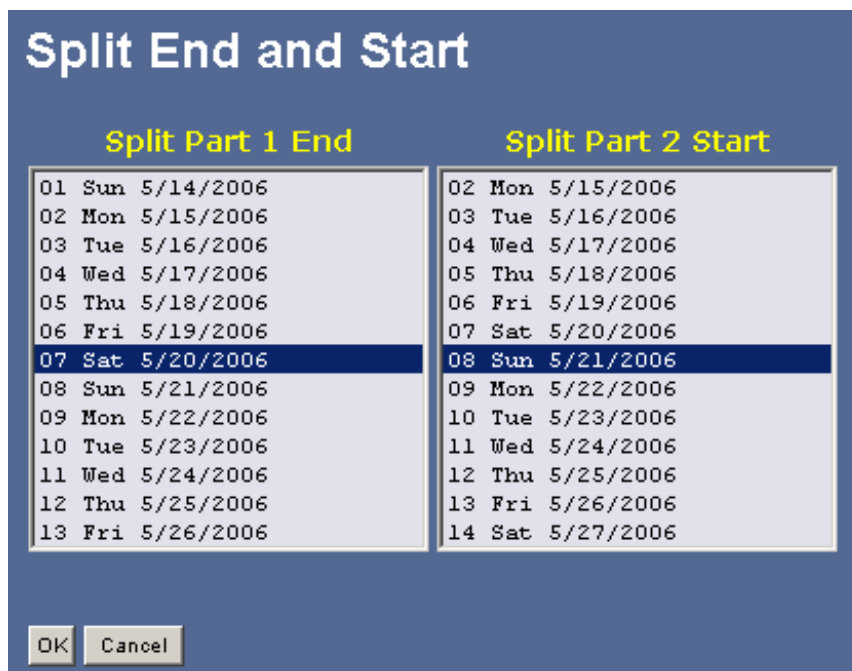 Split End and Start
Split Part 1 End
01 Sun 5/14/2006
02 Mon 5/15/2006
03 Tue 5/16/2006
04 Wed 5/17/2006
05 Thu 5/18/2006
06 Fri 5/19/2006
07 Sat 5/20/2006
08 Sun 5/21/2006
09 Mon 5/22/2006
10 Tue 5/23/2006
11 Wed 5/24/2006
12 Thu 5/25/2006
13 Fri 5/26/2006
Split Part 2 Start
02 Mon 5/15/2006
03 Tue 5/16/2006
04 Wed 5/17/2006
05 Thu 5/18/2006
06 Fri 5/19/2006
07 Sat 5/20/2006
08 Sun 5/21/2006
09 Mon 5/22/2006
10 Tue 5/23/2006
11 Wed 5/24/2006
12 Thu 5/25/2006
13 Fri 5/26/2006
14 Sat 5/27/2006
OK
Cancel